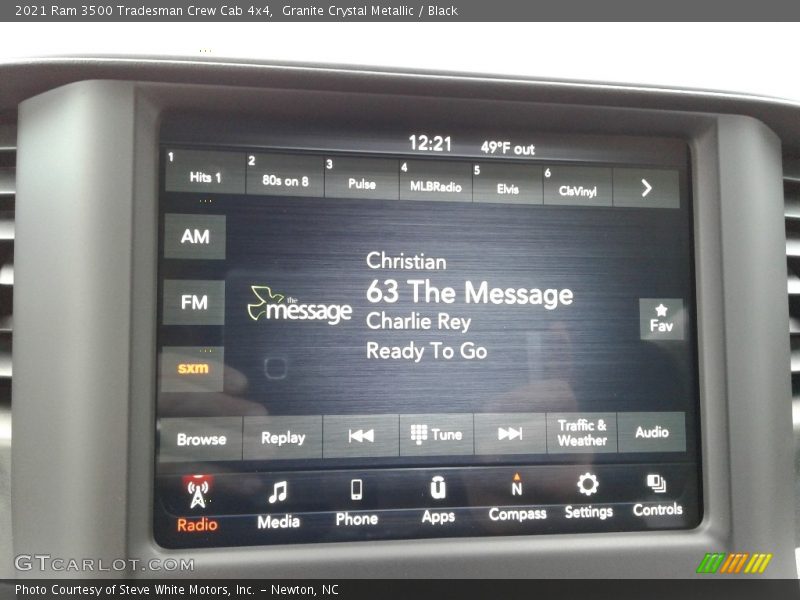 2021 Ram 3500 Tradesman Crew Cab 4x4,  Granite Crystal Metallic / Black
12:21 49°F out
1 Hits 1
2 80s on 8
3 Pulse
4 MLBRadio
5 Elvis
6 ClsVinyl
AM
FM
sxm
the message
Christian
63 The Message
Charlie Rey
Ready To Go
Fav
Browse
Replay
Tune
Traffic &
Weather
Audio
Radio
Media
Phone
Apps
N
Compass
Settings
Controls
GTCARLOT.COM
Photo Courtesy of Steve White Motors, Inc. – Newton, NC